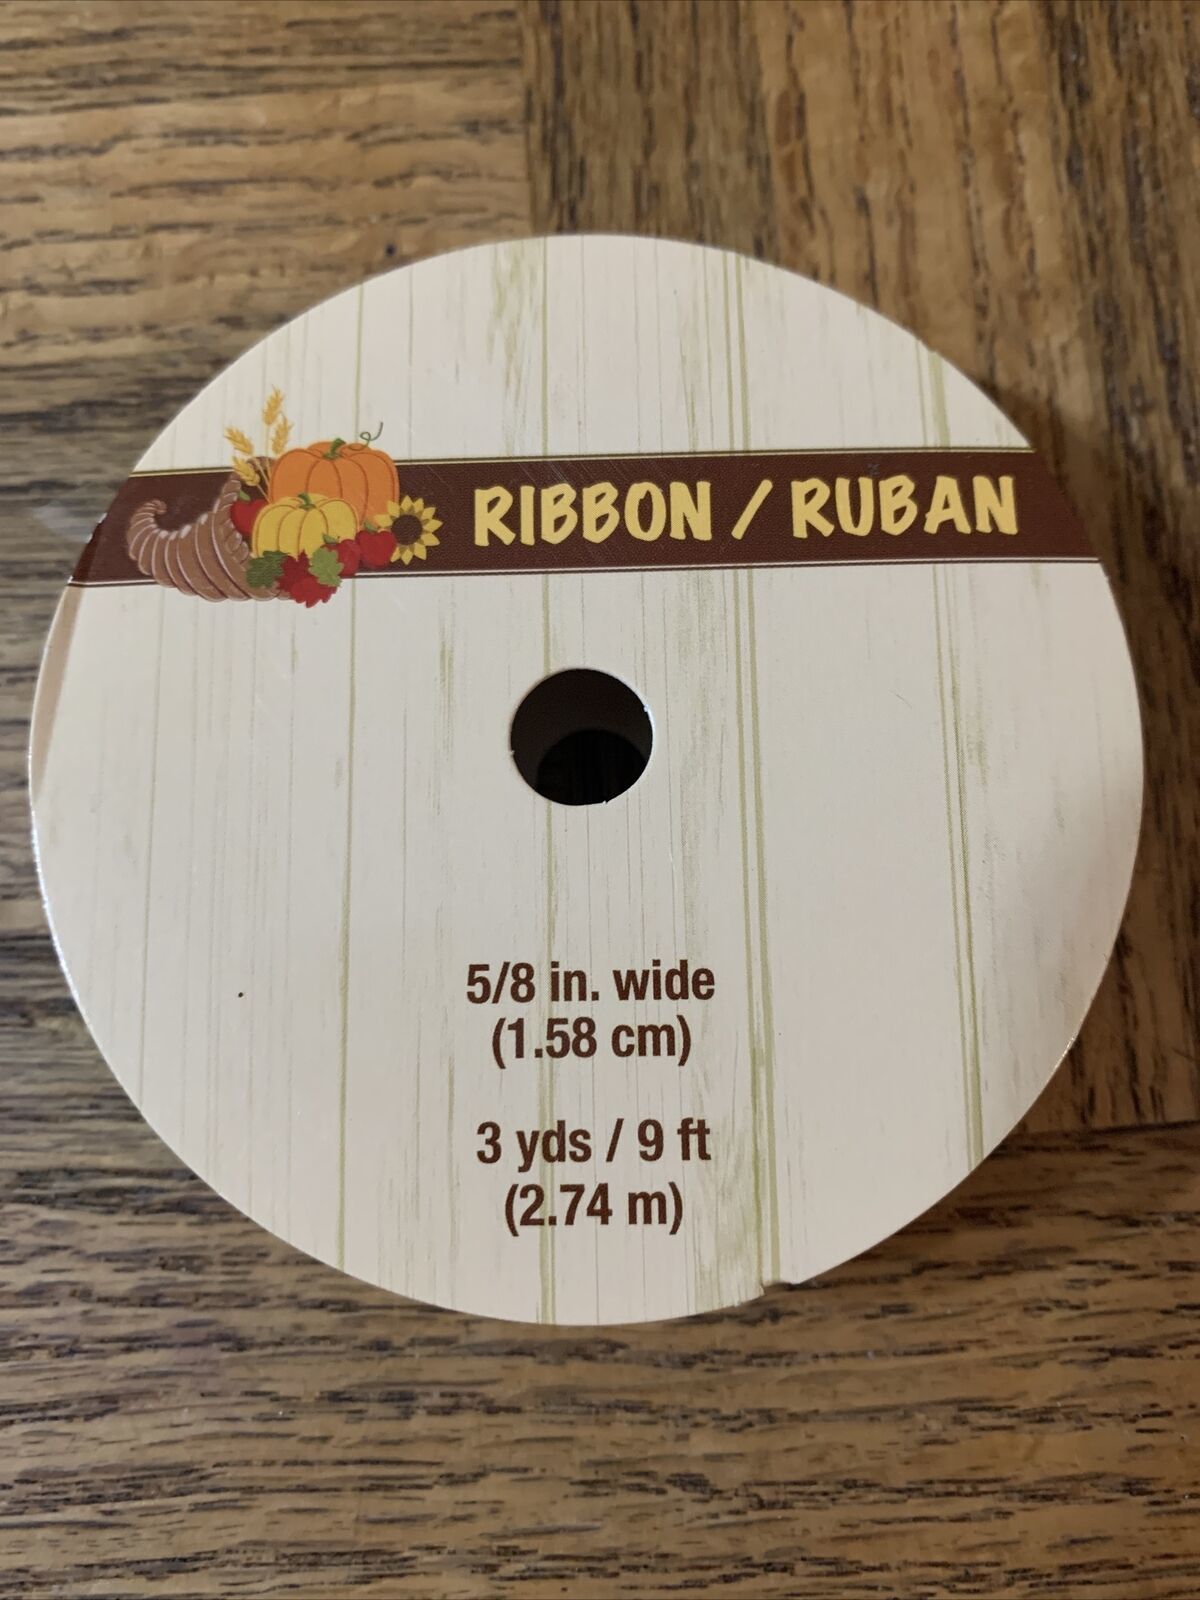 RIBBON / RUBAN
5/8 in. wide
(1.58 cm)
3 yds / 9 ft
(2.74 m)